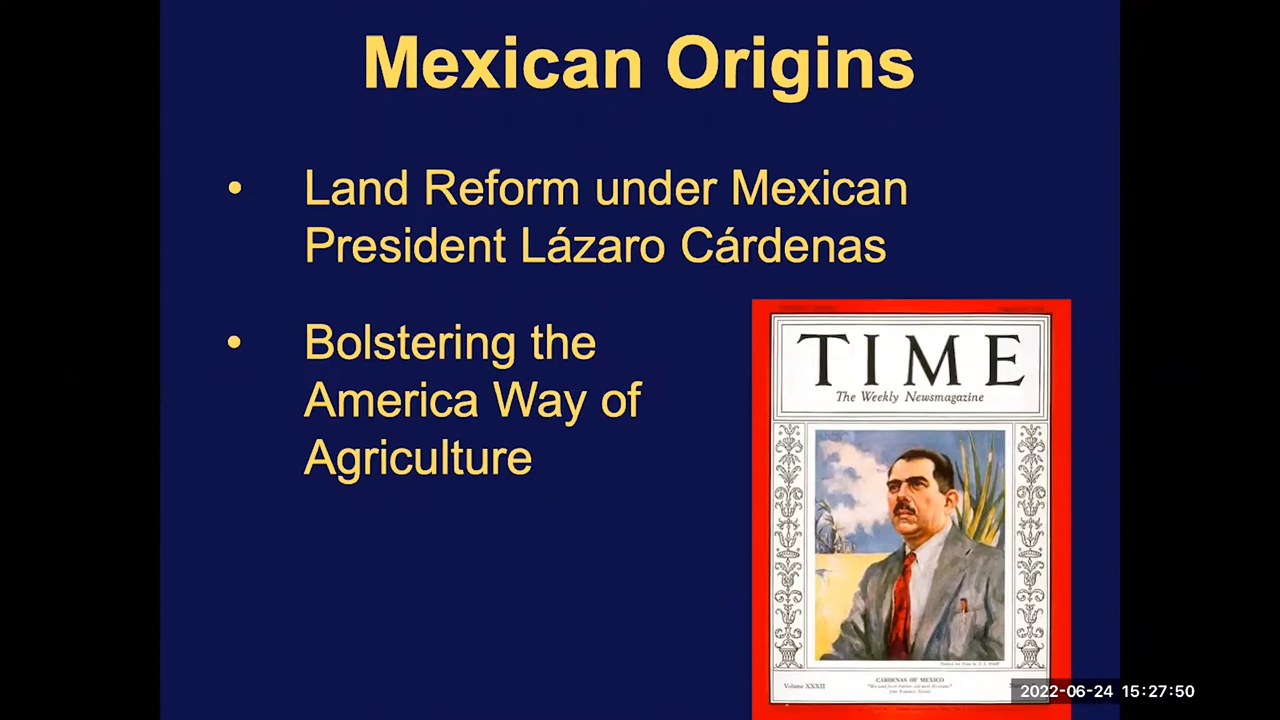 Mexican Origins
• Land Reform under Mexican
President Lázaro Cárdenas
• Bolstering the
America Way of
Agriculture
TIME
The Weekly Newsmagazine
Volume XXXII
CARDENAS OF MEXICO
2022-06-24 15:27:50